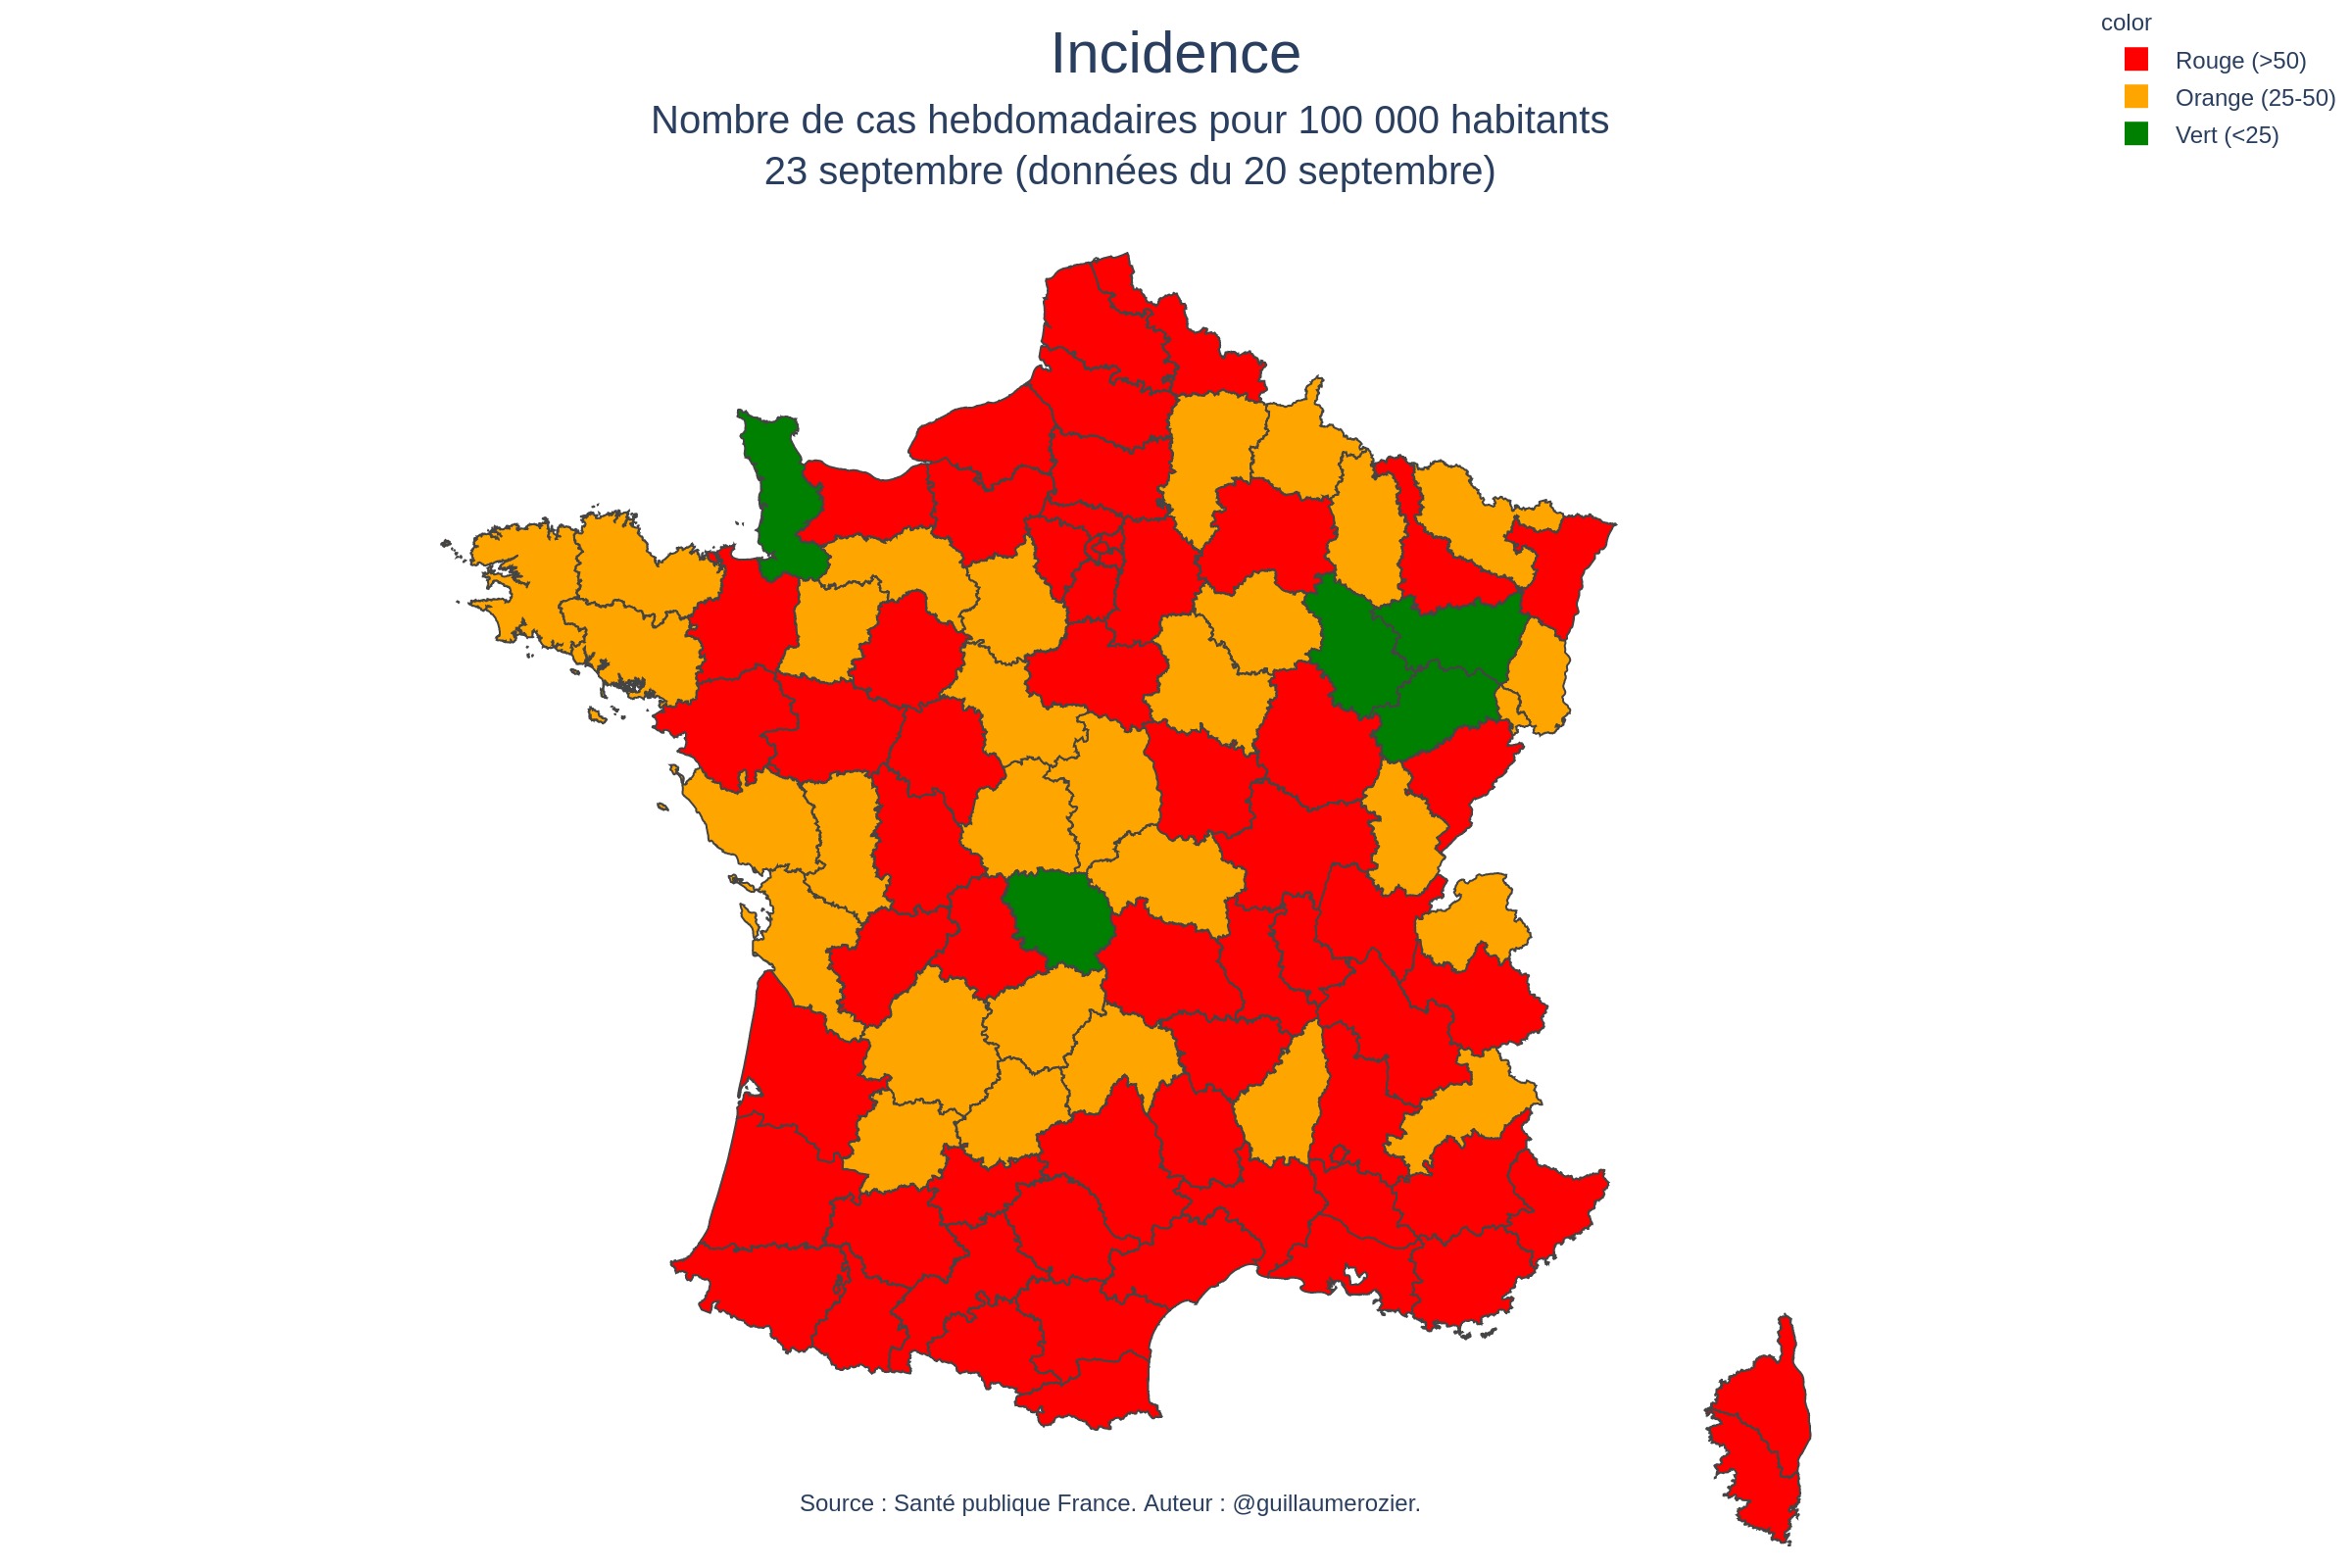 Incidence
Nombre de cas hebdomadaires pour 100 000 habitants
23 septembre (données du 20 septembre)
color
Rouge (>50)
Orange (25-50)
Vert (<25)
Source : Santé publique France. Auteur : @guillaumerozier.